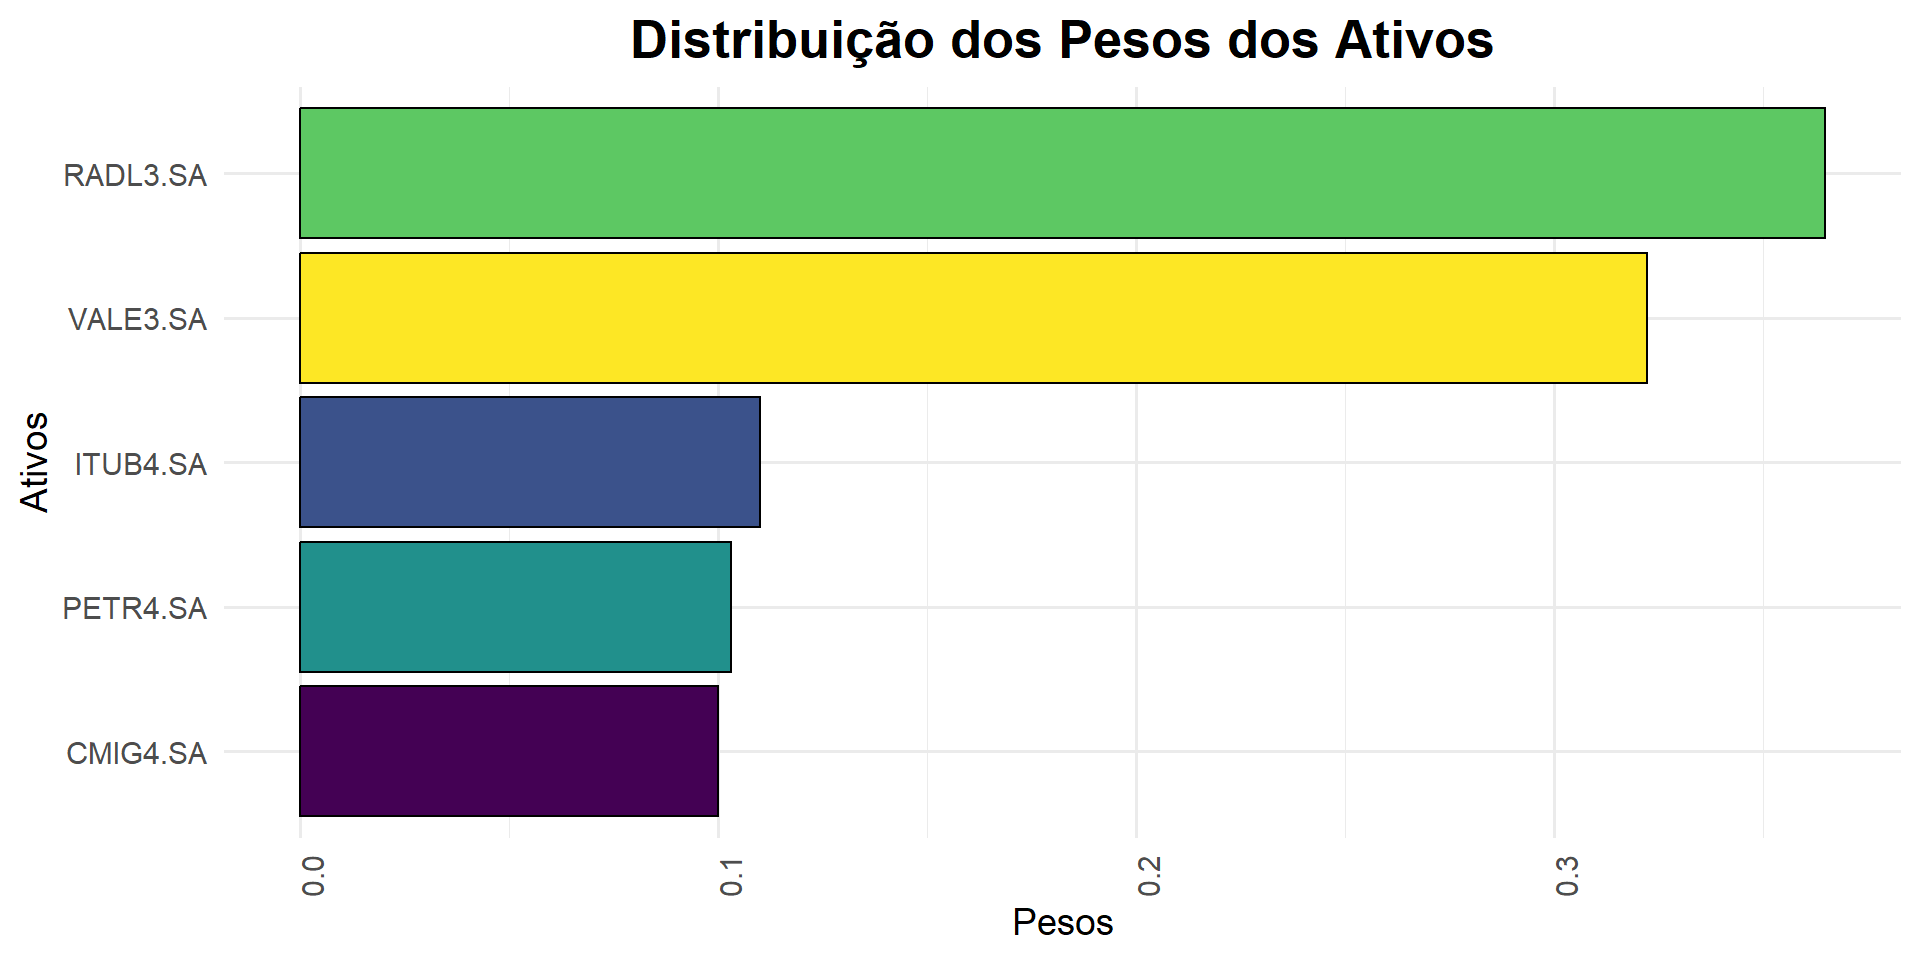 Distribuição dos Pesos dos Ativos
Ativos
RADL3.SA
VALE3.SA
ITUB4.SA
PETR4.SA
CMIG4.SA
0.0
0.1
0.2
0.3
Pesos